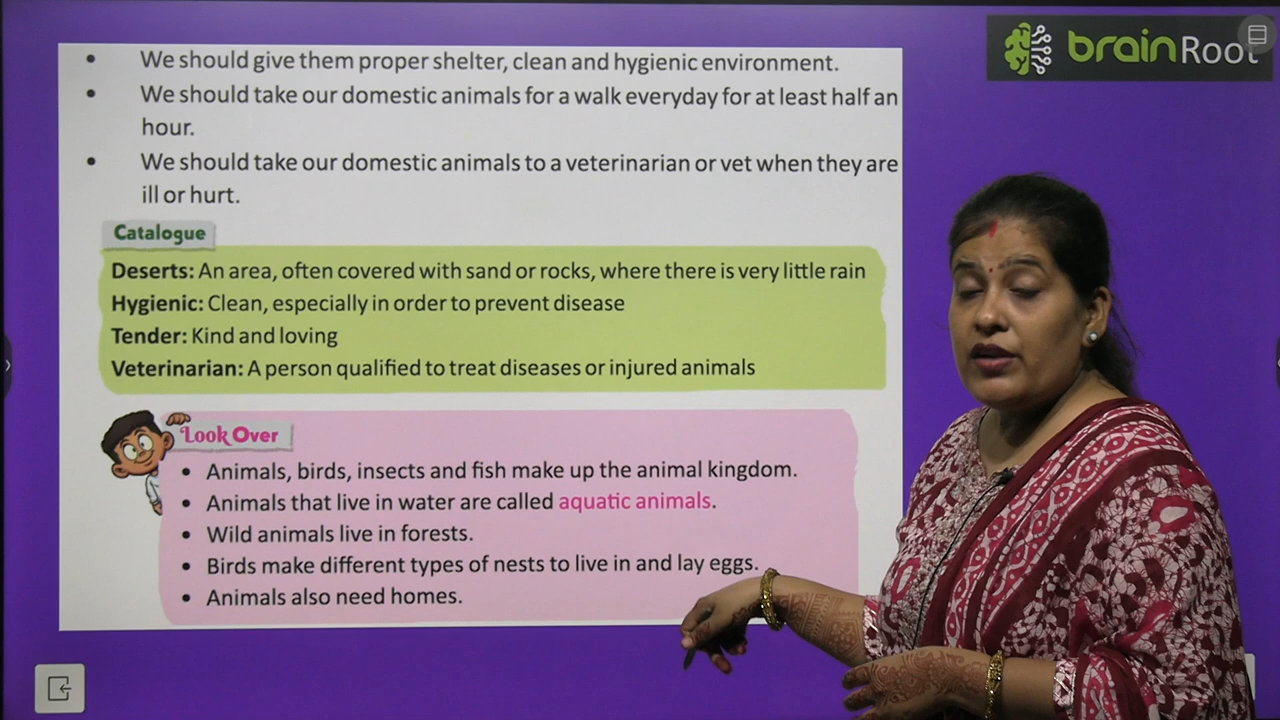 brainRoot
• We should give them proper shelter, clean and hygienic environment.
• We should take our domestic animals for a walk everyday for at least half an
hour.
• We should take our domestic animals to a veterinarian or vet when they are
ill or hurt.
Catalogue
Deserts: An area, often covered with sand or rocks, where there is very little rain
Hygienic: Clean, especially in order to prevent disease
Tender: Kind and loving
Veterinarian: A person qualified to treat diseases or injured animals
Look Over
• Animals, birds, insects and fish make up the animal kingdom.
• Animals that live in water are called aquatic animals.
• Wild animals live in forests.
• Birds make different types of nests to live in and lay eggs.
• Animals also need homes.